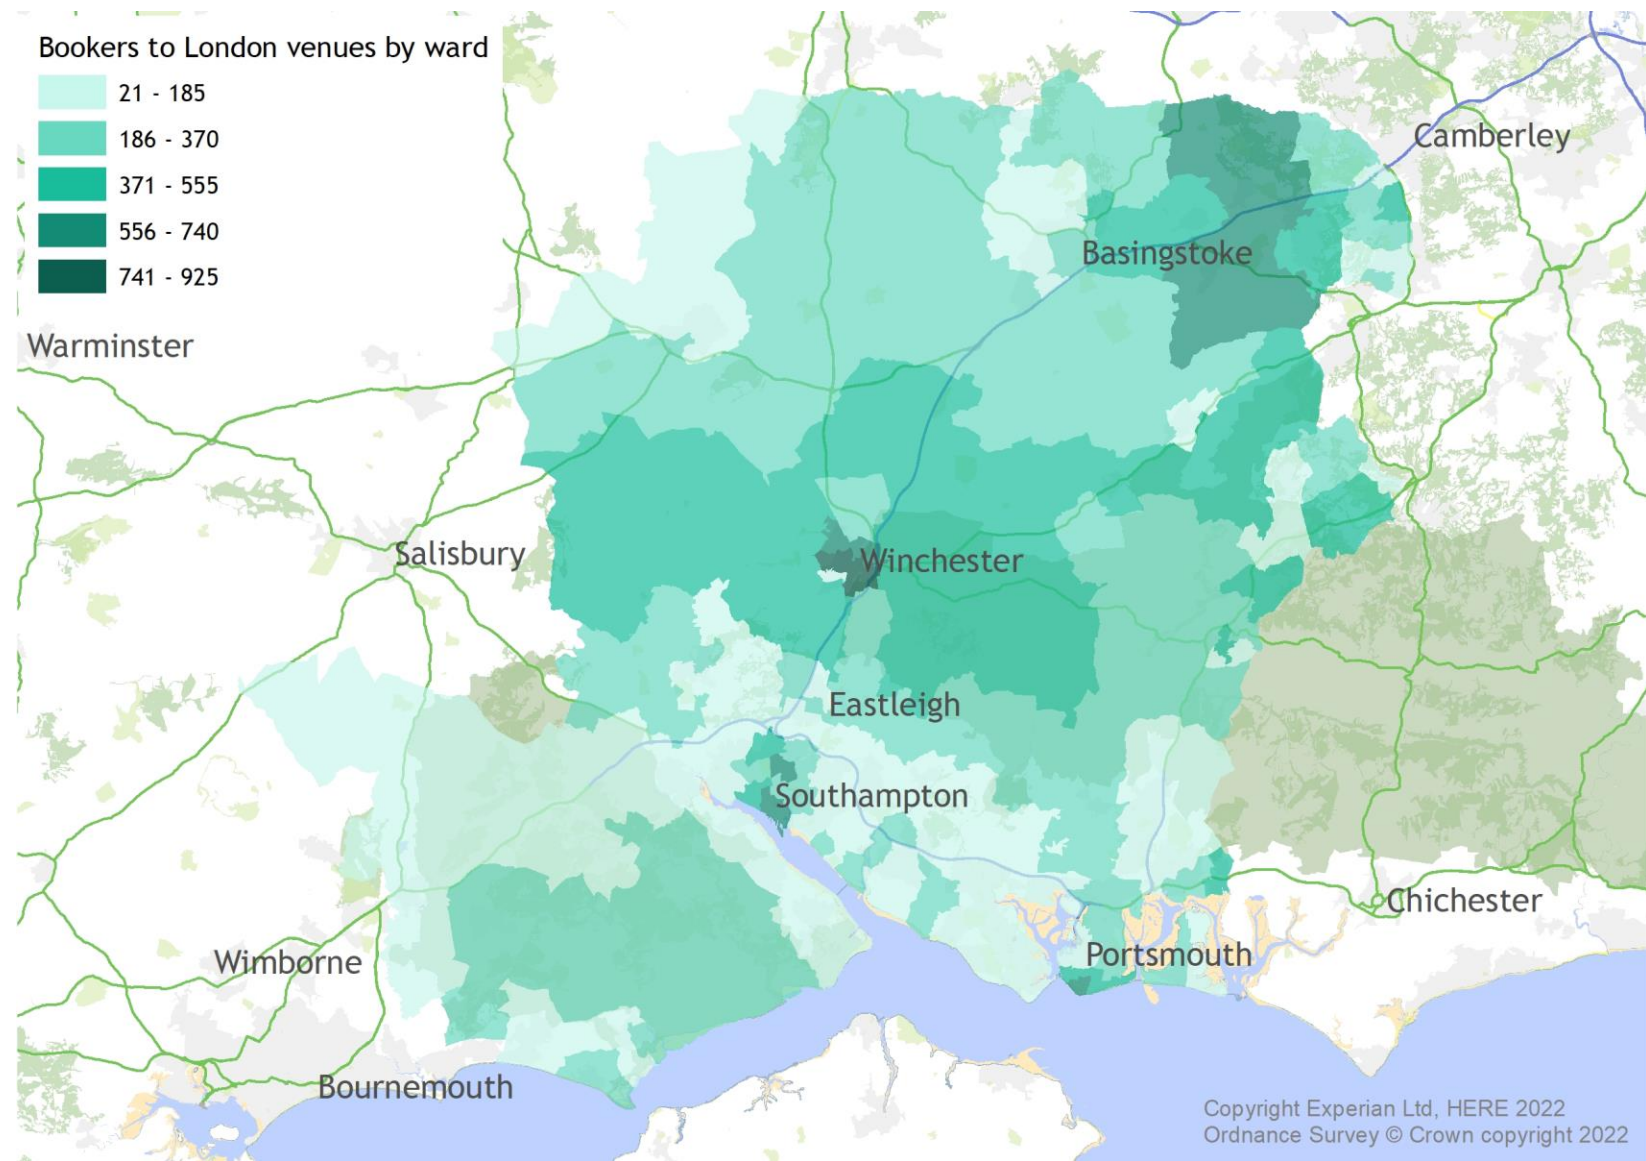 Bookers to London venues by ward
21 - 185
186 - 370
371 - 555
556 - 740
741 - 925
Camberley
Basingstoke
Warminster
Salisbury
Winchester
Eastleigh
Southampton
Chichester
Wimborne
Portsmouth
Bournemouth
Copyright Experian Ltd, HERE 2022
Ordnance Survey © Crown copyright 2022